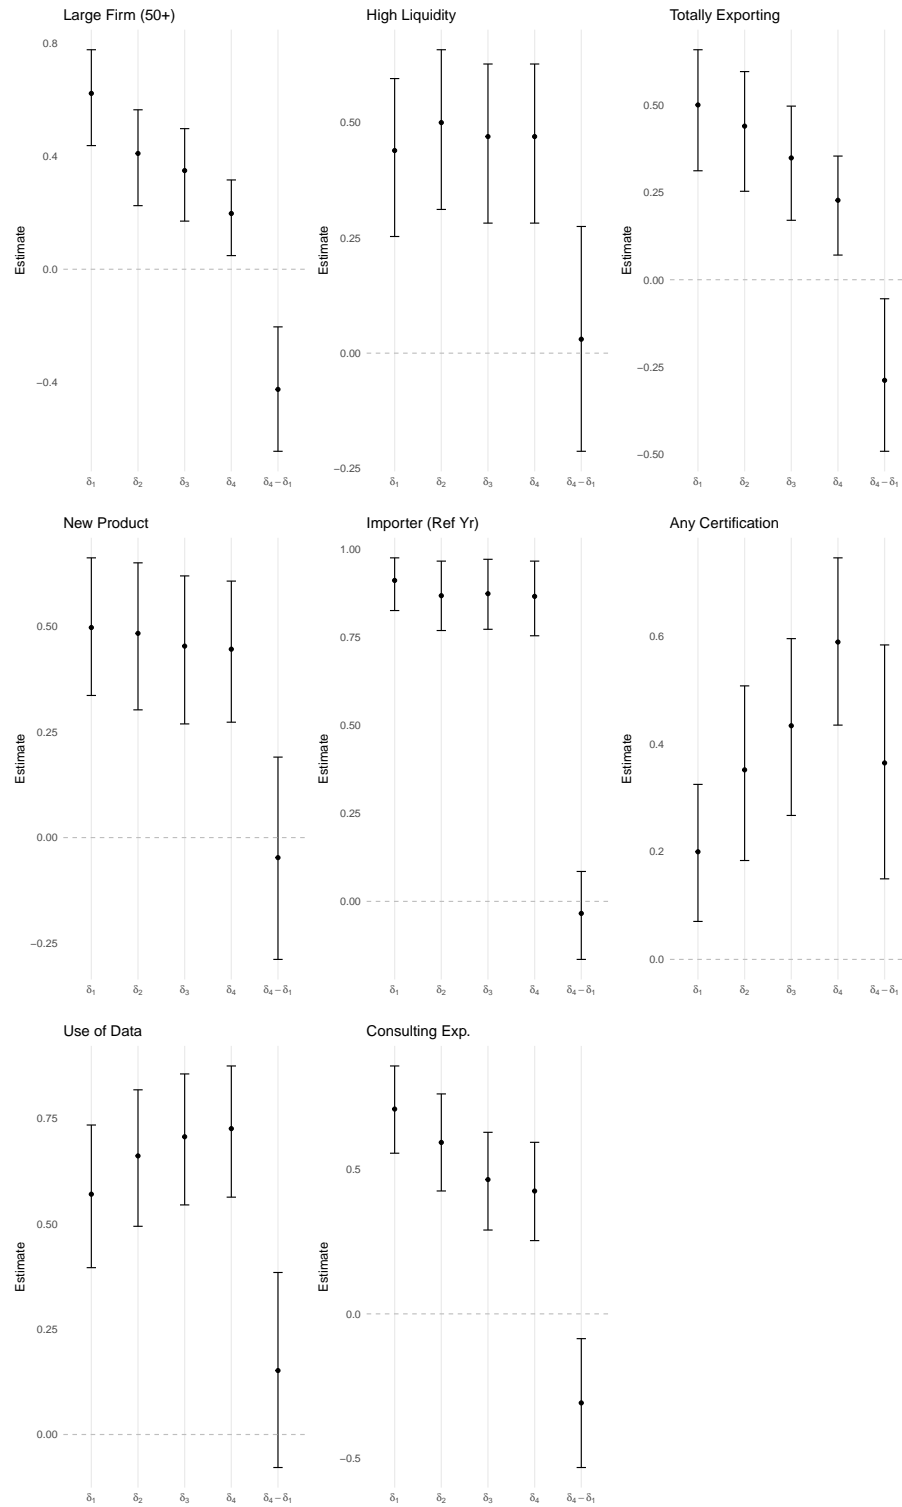 Large Firm (50+)
Estimate
0.8
0.4
0.0
−0.4
δ₁ δ₂ δ₃ δ₄ δ₄ − δ₁
High Liquidity
Estimate
0.50
0.25
0.00
−0.25
δ₁ δ₂ δ₃ δ₄ δ₄ − δ₁
Totally Exporting
Estimate
0.50
0.25
0.00
−0.25
−0.50
δ₁ δ₂ δ₃ δ₄ δ₄ − δ₁
New Product
Estimate
0.50
0.25
0.00
−0.25
δ₁ δ₂ δ₃ δ₄ δ₄ − δ₁
Importer (Ref Yr)
Estimate
1.00
0.75
0.50
0.25
0.00
δ₁ δ₂ δ₃ δ₄ δ₄ − δ₁
Any Certification
Estimate
0.6
0.4
0.2
0.0
δ₁ δ₂ δ₃ δ₄ δ₄ − δ₁
Use of Data
Estimate
0.75
0.50
0.25
0.00
δ₁ δ₂ δ₃ δ₄ δ₄ − δ₁
Consulting Exp.
Estimate
0.5
0.0
−0.5
δ₁ δ₂ δ₃ δ₄ δ₄ − δ₁